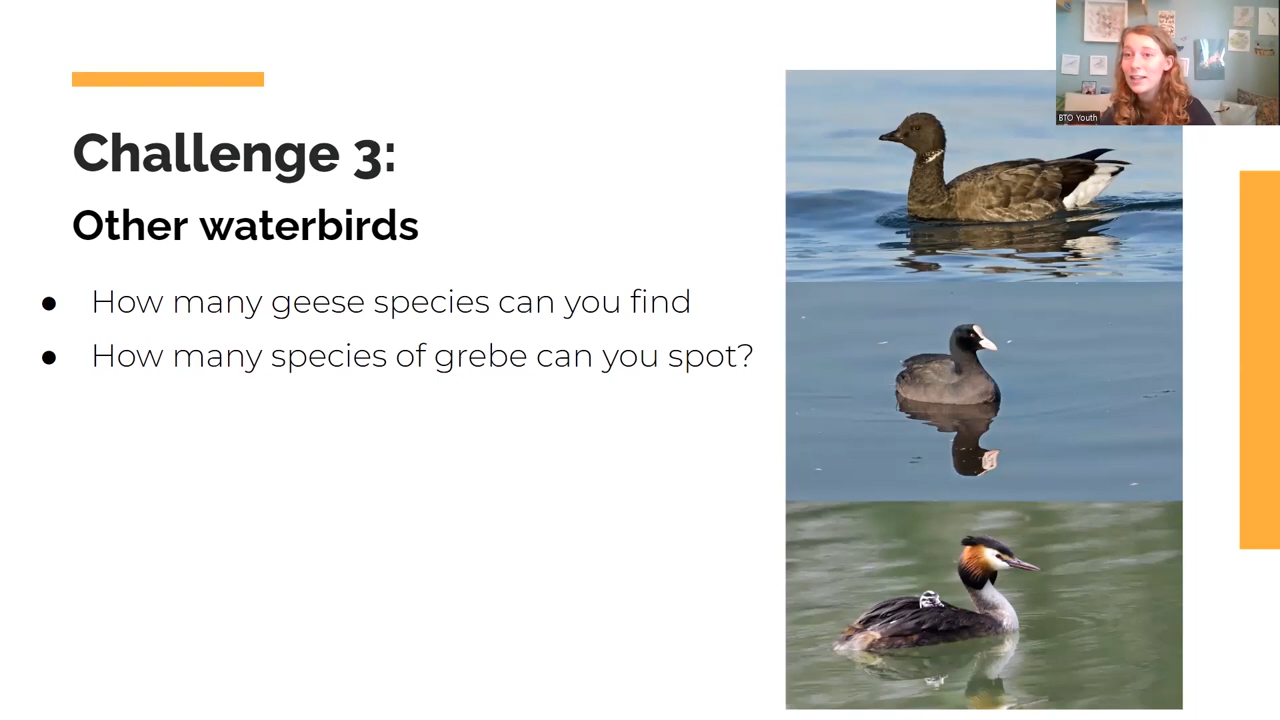 Challenge 3:
Other waterbirds
● How many geese species can you find
● How many species of grebe can you spot?
BTO Youth